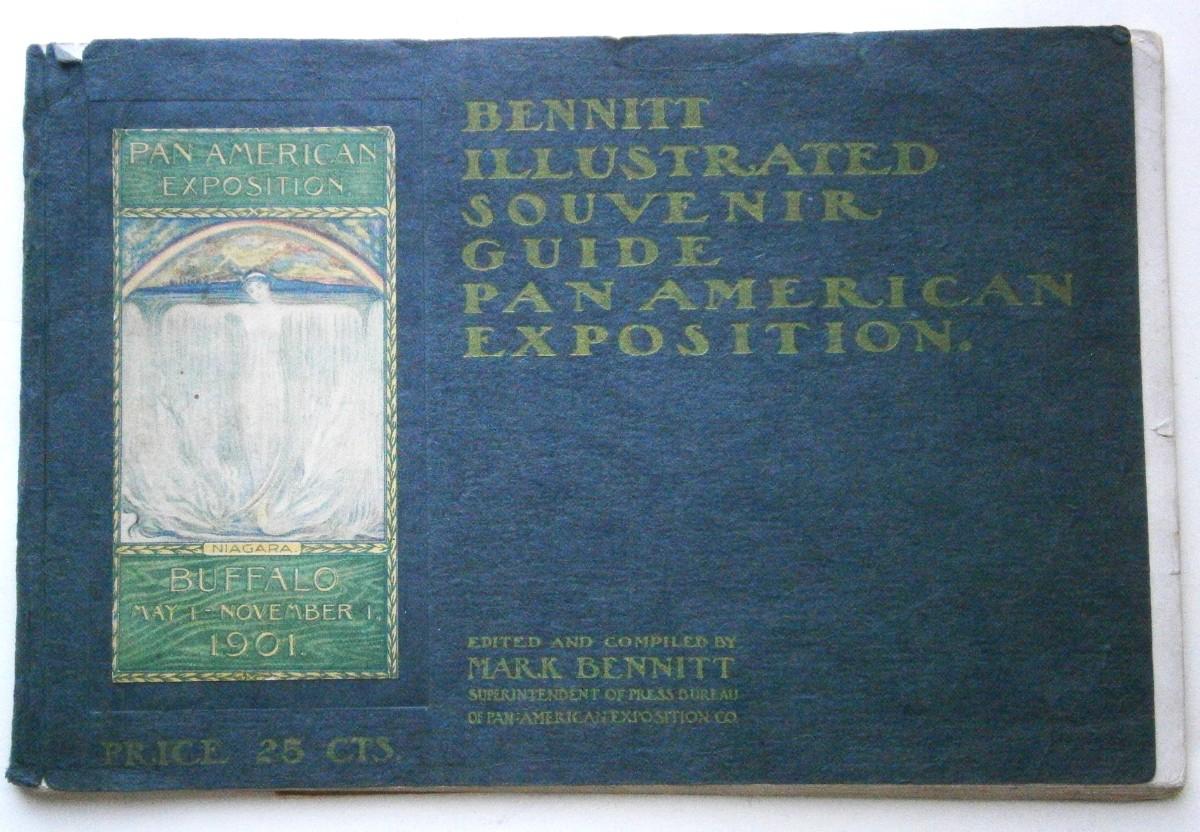 PAN AMERICAN
EXPOSITION.
NIAGARA.
BUFFALO
MAY 1 - NOVEMBER 1.
1901.
PRICE 25 CTS.
BENNITT
ILLUSTRATED
SOUVENIR
GUIDE
PAN AMERICAN
EXPOSITION.
EDITED AND COMPILED BY
MARK BENNITT
SUPERINTENDENT OF PRESS BUREAU
OF PAN-AMERICAN EXPOSITION CO